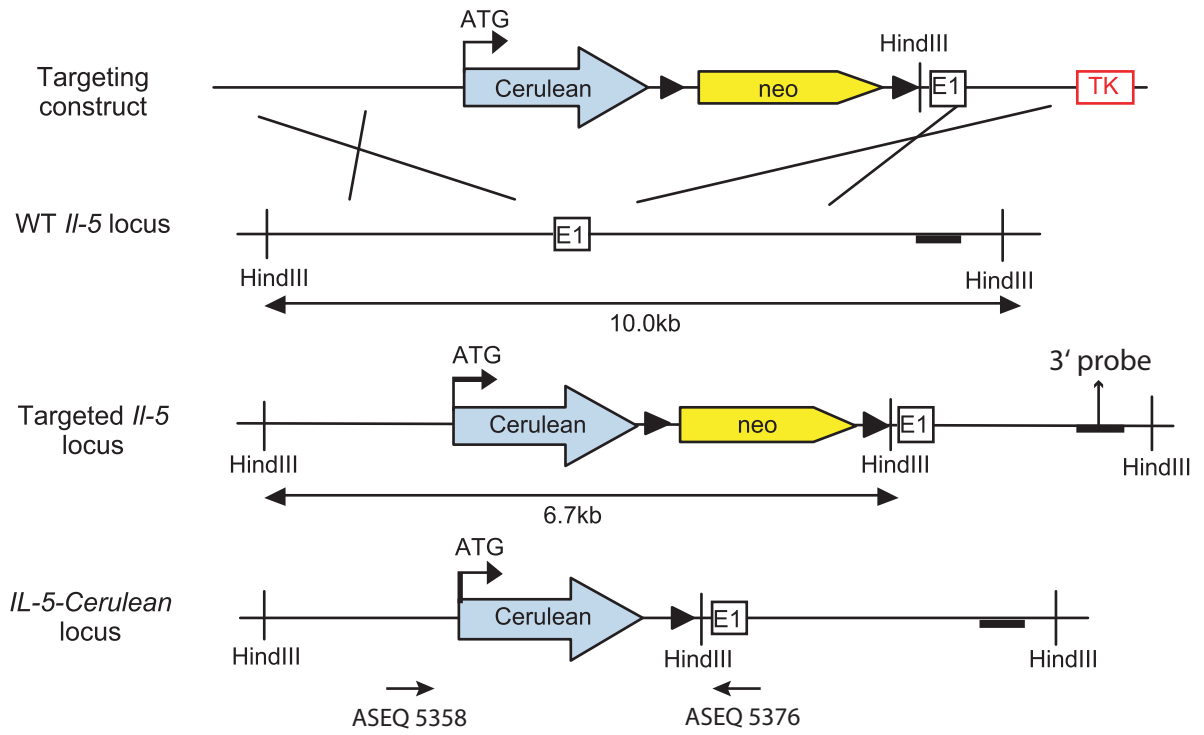 ATG
HindIII
Targeting
construct
Cerulean
neo
E1
TK
WT Il-5 locus
E1
HindIII
HindIII
10.0kb
ATG
3‘ probe
Targeted Il-5
locus
Cerulean
neo
E1
HindIII
HindIII
HindIII
6.7kb
ATG
IL-5-Cerulean
locus
Cerulean
E1
HindIII
HindIII
HindIII
ASEQ 5358
ASEQ 5376